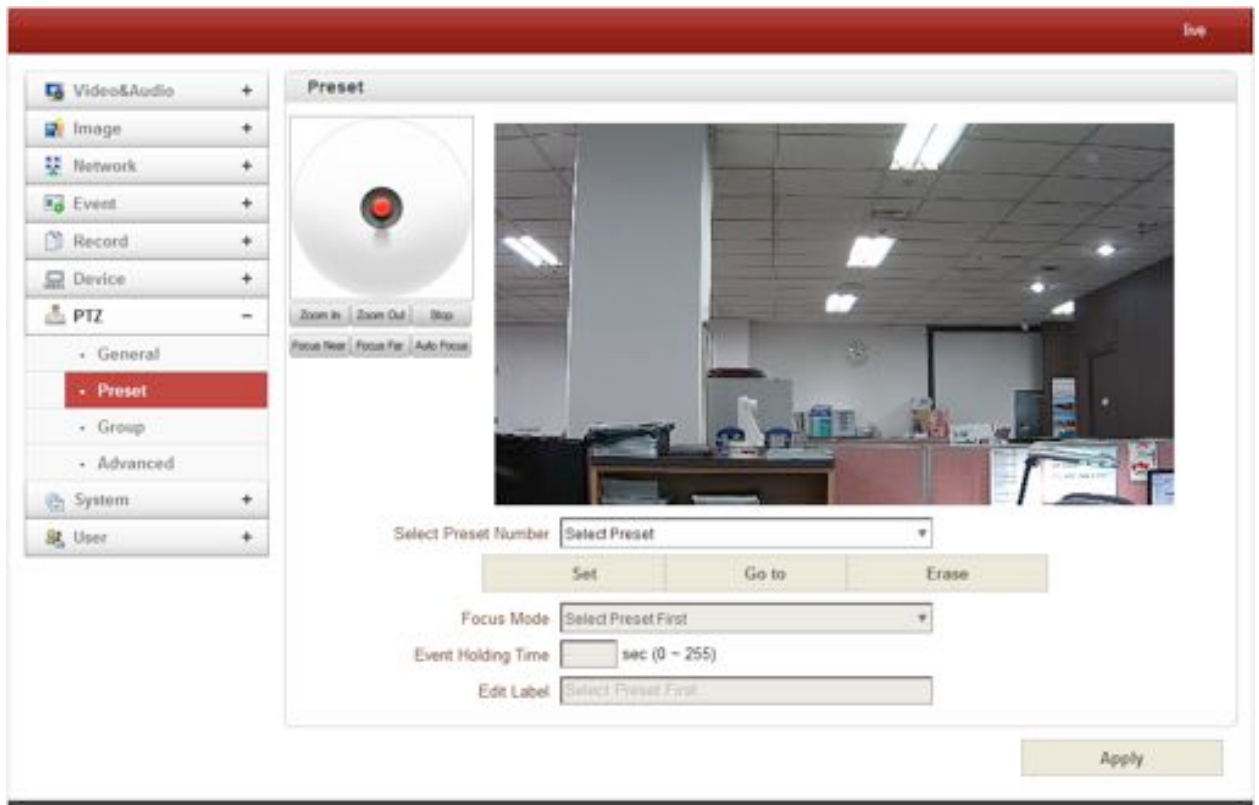 live
Video&Audio +
Image +
Network +
Event +
Record +
Device +
PTZ -
• General
• Preset
• Group
• Advanced
System +
User +
Preset
Zoom In Zoom Out Stop
Focus Near Focus Far Auto Focus
Select Preset Number Select Preset
Set Go to Erase
Focus Mode Select Preset First
Event Holding Time sec (0 ~ 255)
Edit Label Select Preset First
Apply